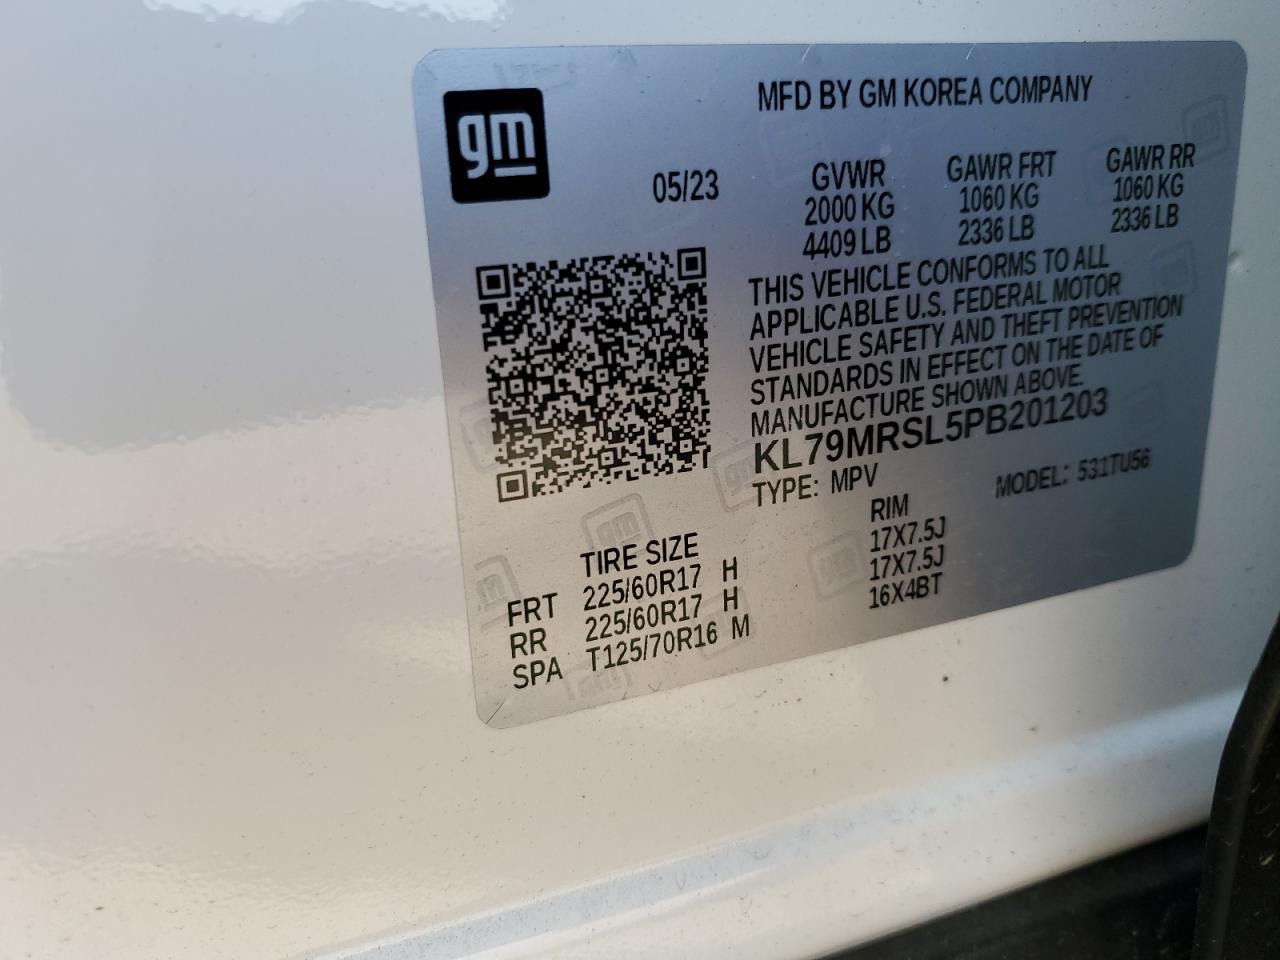 gm
MFD BY GM KOREA COMPANY
05/23
GVWR GAWR FRT GAWR RR
2000 KG 1060 KG 1060 KG
4409 LB 2336 LB 2336 LB
THIS VEHICLE CONFORMS TO ALL
APPLICABLE U.S. FEDERAL MOTOR
VEHICLE SAFETY AND THEFT PREVENTION
STANDARDS IN EFFECT ON THE DATE OF
MANUFACTURE SHOWN ABOVE.
KL79MRSL5PB201203
TYPE: MPV MODEL: 531TU56
TIRE SIZE RIM
FRT 225/60R17 H 17X7.5J
RR 225/60R17 H 17X7.5J
SPA T125/70R16 M 16X4BT